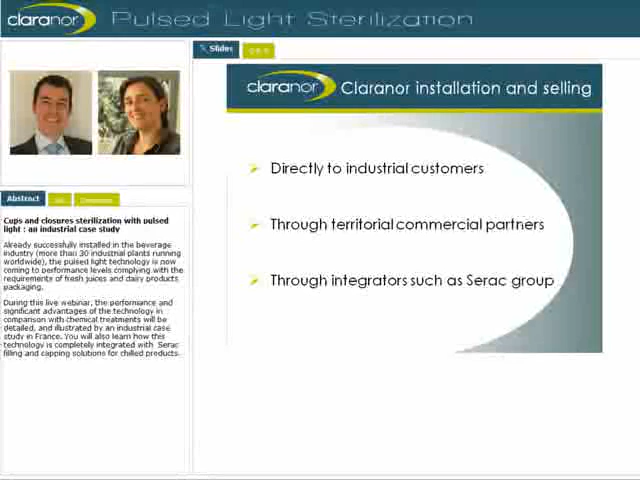 claranor Pulsed Light Sterilization
Slides
claranor Claranor installation and selling
Directly to industrial customers
Through territorial commercial partners
Through integrators such as Serac group
Abstract
Cups and closures sterilization with pulsed
light : an industrial case study
Already successfully installed in the beverage
industry (more than 30 industrial plants running
worldwide), the pulsed light technology is now
coming to performance levels complying with the
requirements of fresh juices and dairy products
packaging.
During this live webinar, the performance and
significant advantages of the technology in
comparison with chemical treatments will be
detailed, and illustrated by an industrial case
study in France. You will also learn how this
technology is completely integrated with Serac
filling and capping solutions for chilled products.